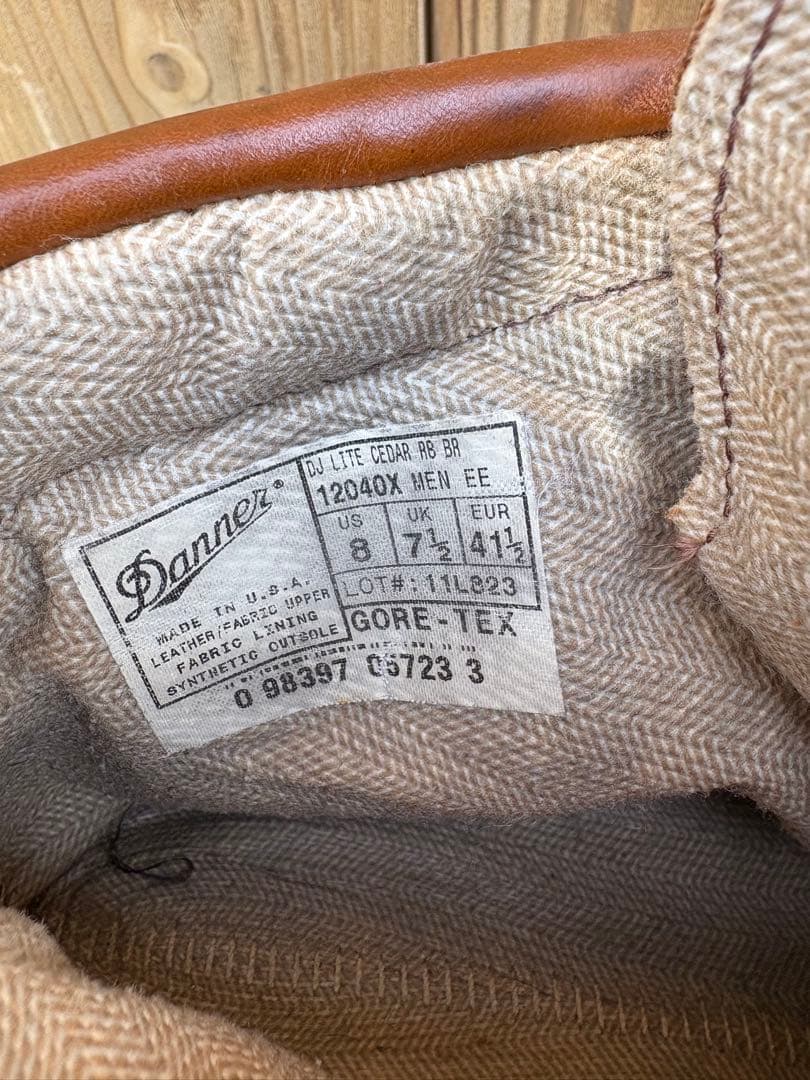 Danner®
MADE IN U.S.A.
LEATHER/FABRIC UPPER
FABRIC LINING
SYNTHETIC OUTSOLE
DJ LITE CEDAR RB BR
12040X MEN EE
US UK EUR
8 7½ 41½
LOT#: 11L823
GORE-TEX
0 98397 05723 3